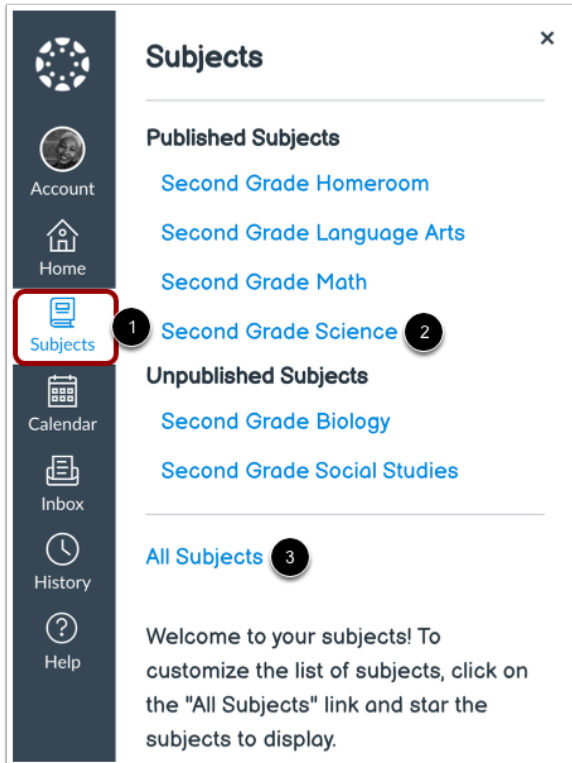 Account
Home
Subjects
Calendar
Inbox
History
Help
Subjects
×
Published Subjects
Second Grade Homeroom
Second Grade Language Arts
Second Grade Math
1
Second Grade Science 2
Unpublished Subjects
Second Grade Biology
Second Grade Social Studies
All Subjects 3
Welcome to your subjects! To
customize the list of subjects, click on
the "All Subjects" link and star the
subjects to display.